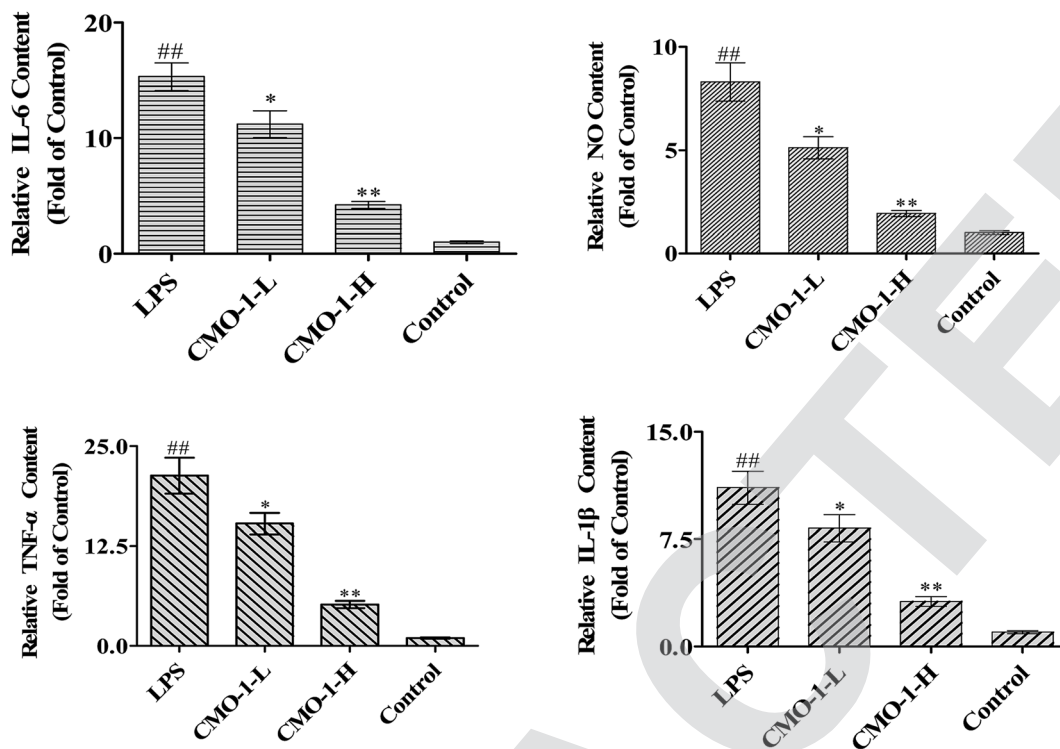 Relative IL-6 Content
(Fold of Control)
20
10
0
##
*
**
LPS
CMO-1-L
CMO-1-H
Control
Relative NO Content
(Fold of Control)
10
5
0
##
*
**
LPS
CMO-1-L
CMO-1-H
Control
Relative TNF-α Content
(Fold of Control)
25.0
12.5
0.0
##
*
**
LPS
CMO-1-L
CMO-1-H
Control
Relative IL-1β Content
(Fold of Control)
15.0
7.5
0.0
##
*
**
LPS
CMO-1-L
CMO-1-H
Control